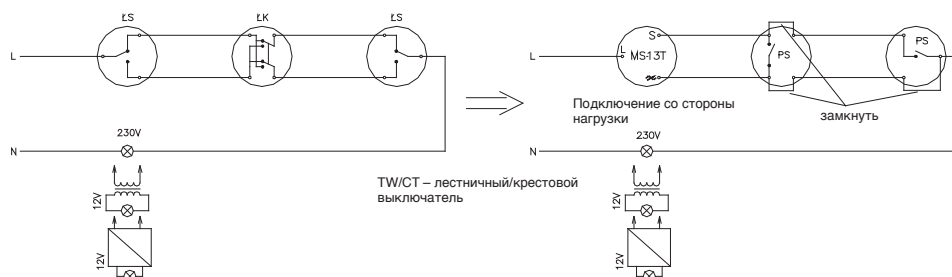 ŁS
ŁK
ŁS
L
N
230V
12V
12V
TW/CT – лестничный/крестовой
выключатель
L
L
MS-13T
S
PS
PS
Подключение со стороны
нагрузки
замкнуть
N
230V
12V
12V